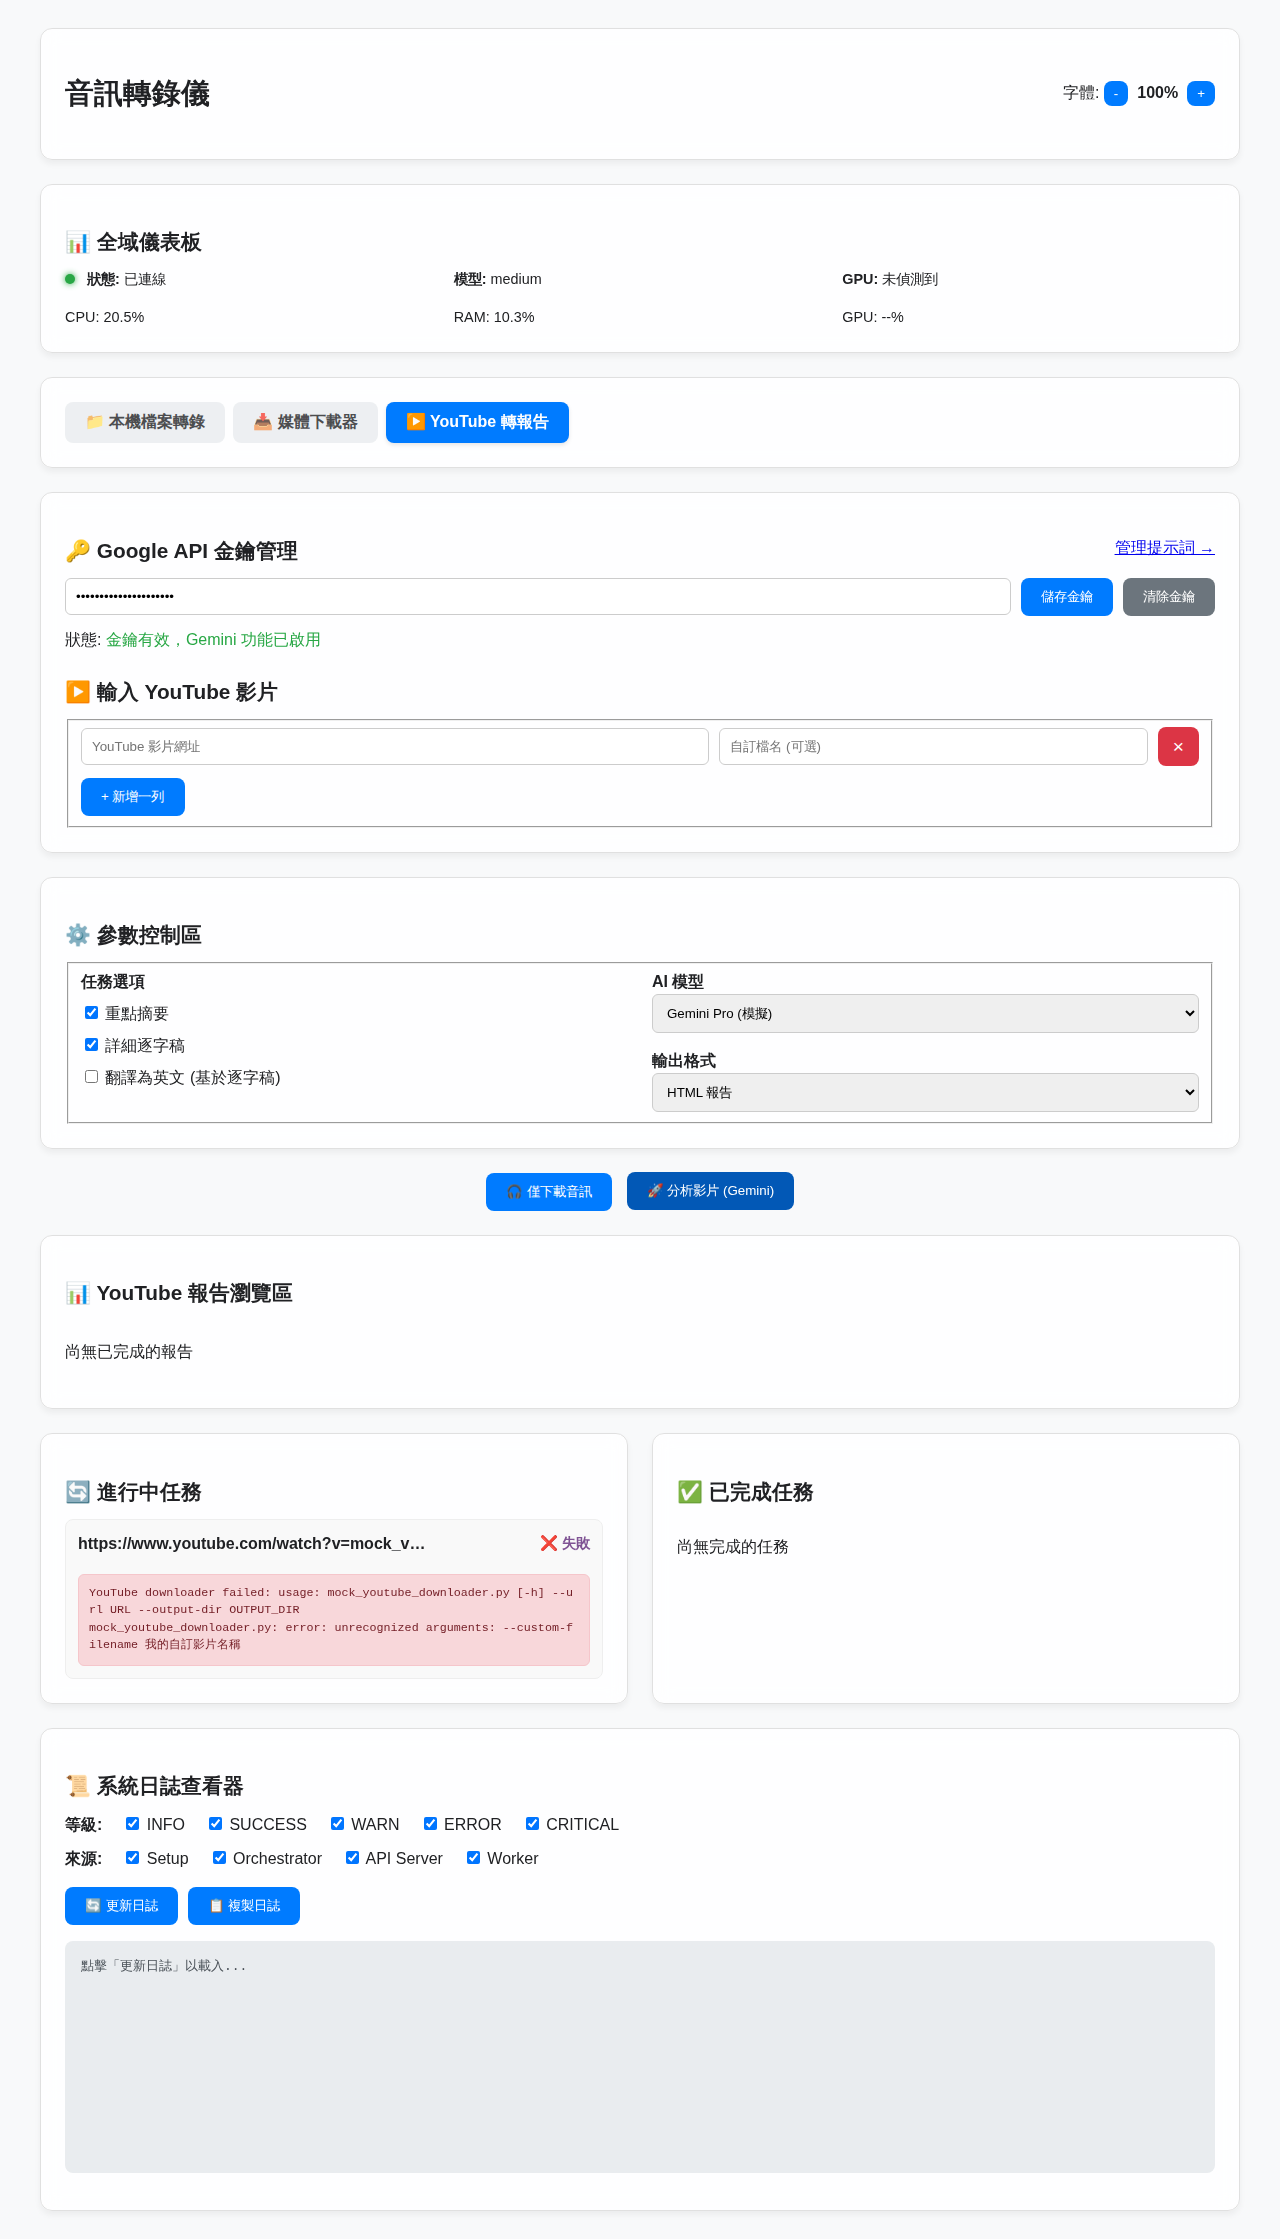 音訊轉錄儀
字體: - 100% +
📊 全域儀表板
狀態: 已連線 模型: medium GPU: 未偵測到
CPU: 20.5% RAM: 10.3% GPU: --%
📁 本機檔案轉錄 📥 媒體下載器 ▶️ YouTube 轉報告
🔑 Google API 金鑰管理 管理提示詞 →
••••••••••••••••••••• 儲存金鑰 清除金鑰
狀態: 金鑰有效，Gemini 功能已啟用
▶️ 輸入 YouTube 影片
YouTube 影片網址 自訂檔名 (可選) ✕
+ 新增一列
⚙️ 參數控制區
任務選項
重點摘要
詳細逐字稿
翻譯為英文 (基於逐字稿)
AI 模型
Gemini Pro (模擬)
輸出格式
HTML 報告
🎧 僅下載音訊 🚀 分析影片 (Gemini)
📊 YouTube 報告瀏覽區
尚無已完成的報告
🔄 進行中任務
https://www.youtube.com/watch?v=mock_v… ❌ 失敗
YouTube downloader failed: usage: mock_youtube_downloader.py [-h] --u
rl URL --output-dir OUTPUT_DIR
mock_youtube_downloader.py: error: unrecognized arguments: --custom-f
ilename 我的自訂影片名稱
✅ 已完成任務
尚無完成的任務
📜 系統日誌查看器
等級: INFO SUCCESS WARN ERROR CRITICAL
來源: Setup Orchestrator API Server Worker
🔄 更新日誌 📋 複製日誌
點擊「更新日誌」以載入...